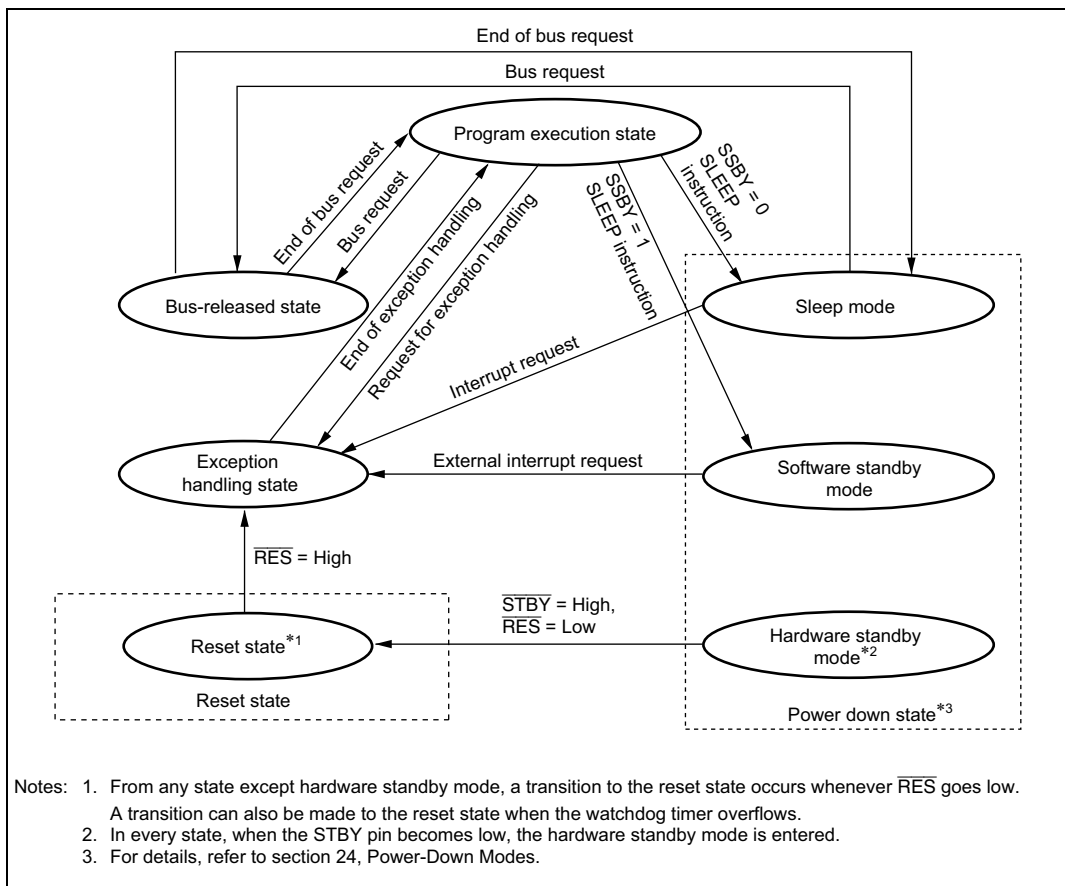 End of bus request
Bus request
Program execution state
End of bus request
Bus request
SSBY = 0
SLEEP
instruction
SSBY = 1
SLEEP instruction
End of exception handling
Request for exception handling
Bus-released state
Sleep mode
Interrupt request
Exception
handling state
External interrupt request
Software standby
mode
R̅E̅S̅ = High
S̅T̅B̅Y̅ = High,
R̅E̅S̅ = Low
Reset state*1
Hardware standby
mode*2
Reset state
Power down state*3
Notes: 1. From any state except hardware standby mode, a transition to the reset state occurs whenever R̅E̅S̅ goes low.
A transition can also be made to the reset state when the watchdog timer overflows.
2. In every state, when the STBY pin becomes low, the hardware standby mode is entered.
3. For details, refer to section 24, Power-Down Modes.